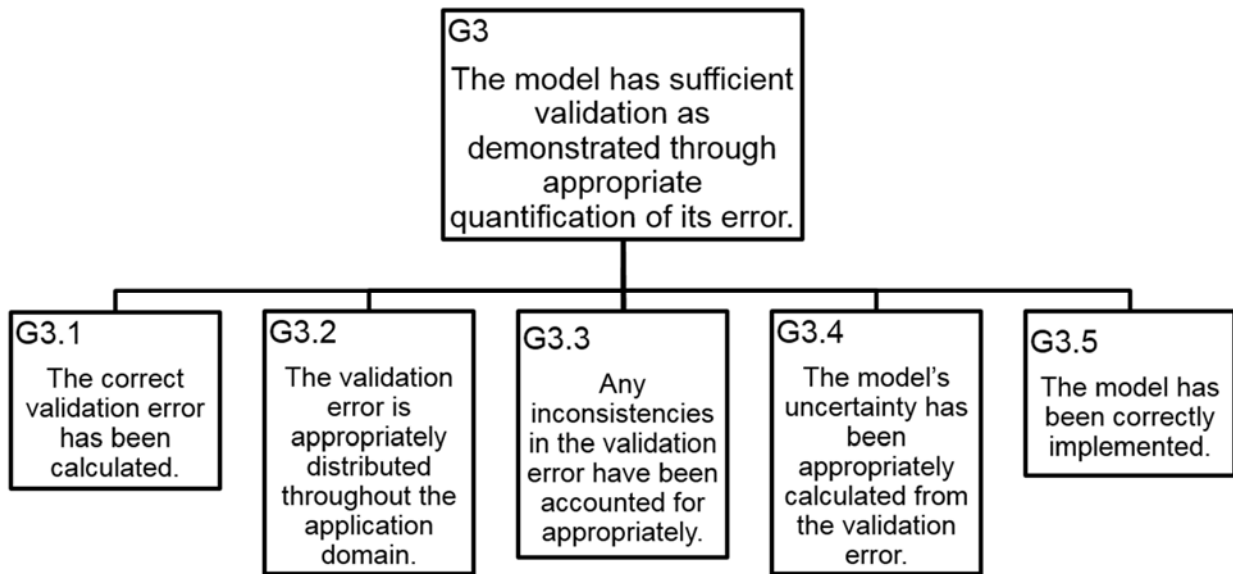 G3
The model has sufficient
validation as
demonstrated through
appropriate
quantification of its error.
G3.1
The correct
validation error
has been
calculated.
G3.2
The validation
error is
appropriately
distributed
throughout the
application
domain.
G3.3
Any
inconsistencies
in the validation
error have been
accounted for
appropriately.
G3.4
The model’s
uncertainty has
been
appropriately
calculated from
the validation
error.
G3.5
The model has
been correctly
implemented.